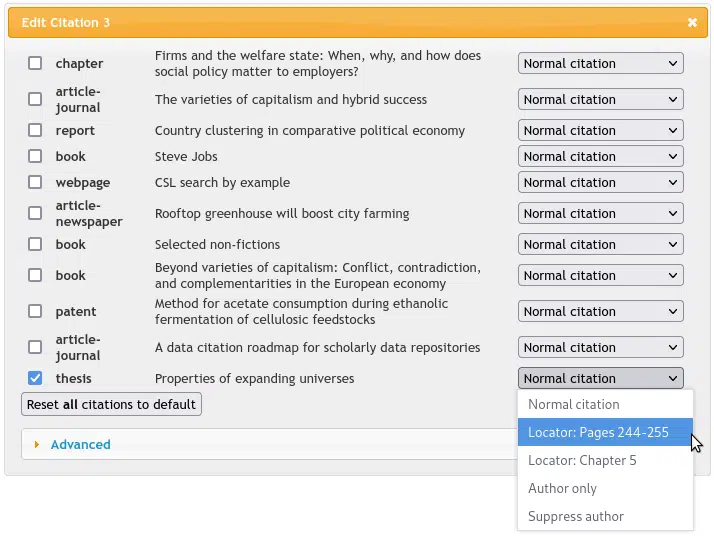 Edit Citation 3
chapter
Firms and the welfare state: When, why, and how does
social policy matter to employers?
Normal citation
article-
journal
The varieties of capitalism and hybrid success
Normal citation
report
Country clustering in comparative political economy
Normal citation
book
Steve Jobs
Normal citation
webpage
CSL search by example
Normal citation
article-
newspaper
Rooftop greenhouse will boost city farming
Normal citation
book
Selected non-fictions
Normal citation
book
Beyond varieties of capitalism: Conflict, contradiction,
and complementarities in the European economy
Normal citation
patent
Method for acetate consumption during ethanolic
fermentation of cellulosic feedstocks
Normal citation
article-
journal
A data citation roadmap for scholarly data repositories
Normal citation
thesis
Properties of expanding universes
Normal citation
Reset all citations to default
Normal citation
Locator: Pages 244-255
Advanced
Locator: Chapter 5
Author only
Suppress author